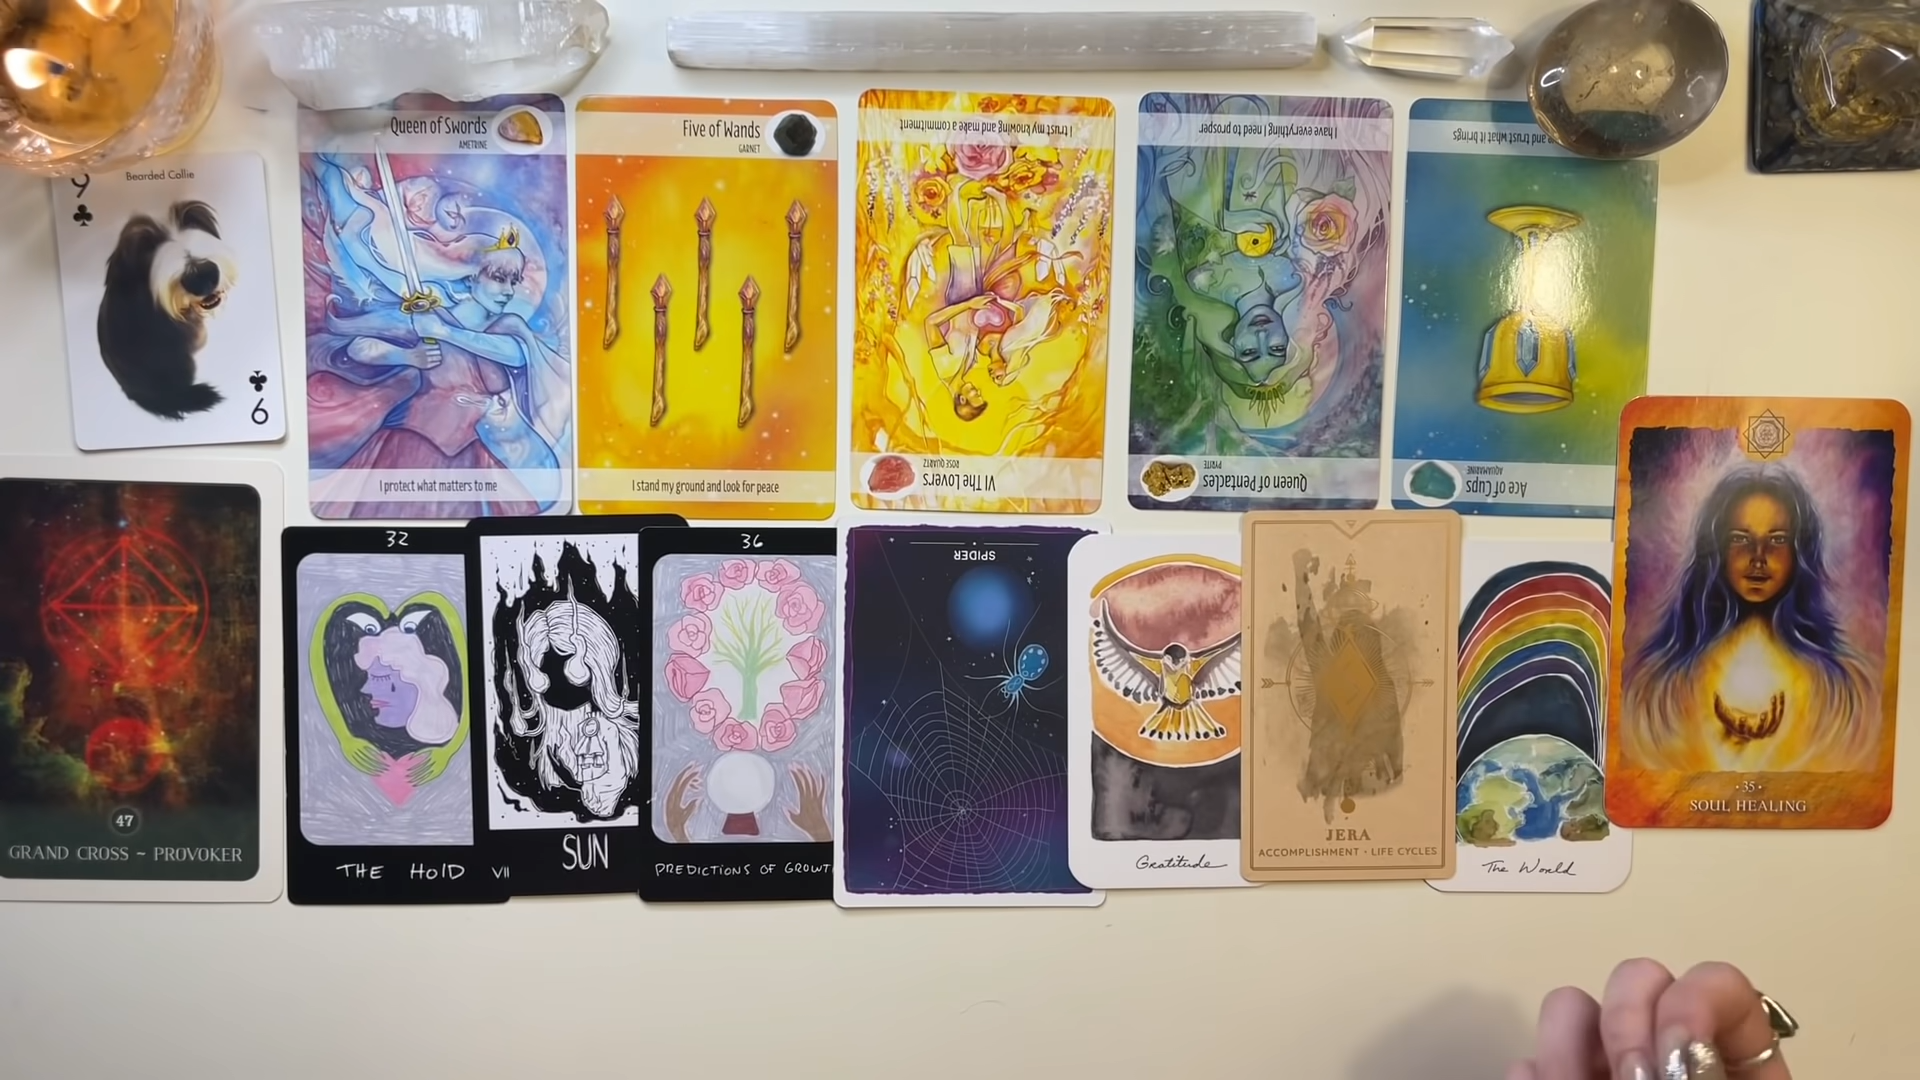 9
Bearded Collie
9
Queen of Swords
AMETRINE
I protect what matters to me
Five of Wands
GARNET
I stand my ground and look for peace
I trust my knowing and make a commitment
VI The Lovers
ROSE QUARTZ
I have everything I need to prosper
Queen of Pentacles
PYRITE
and trust what it brings
Ace of Cups
AQUAMARINE
47
GRAND CROSS ~ PROVOKER
32
THE HOLD
VII
SUN
36
PREDICTIONS OF GROWT
SPIDER
Gratitude
JERA
ACCOMPLISHMENT • LIFE CYCLES
The World
•35•
SOUL HEALING